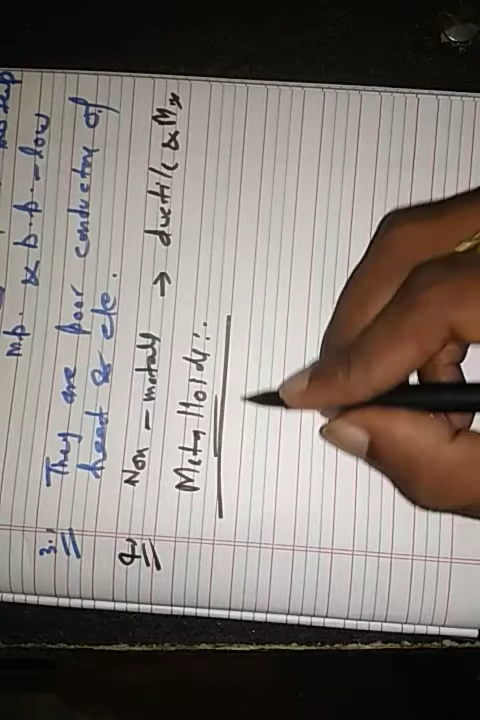 m.p. & b.p. - low
3.) They are poor conductor of
heat & ele.
4.) Non-metals → ductile &
Metalloids:.